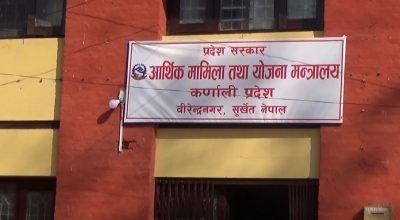 प्रदेश सरकार
आर्थिक मामिला तथा योजना मन्त्रालय
कर्णाली प्रदेश
वीरेन्द्रनगर, सुर्खेत नेपाल